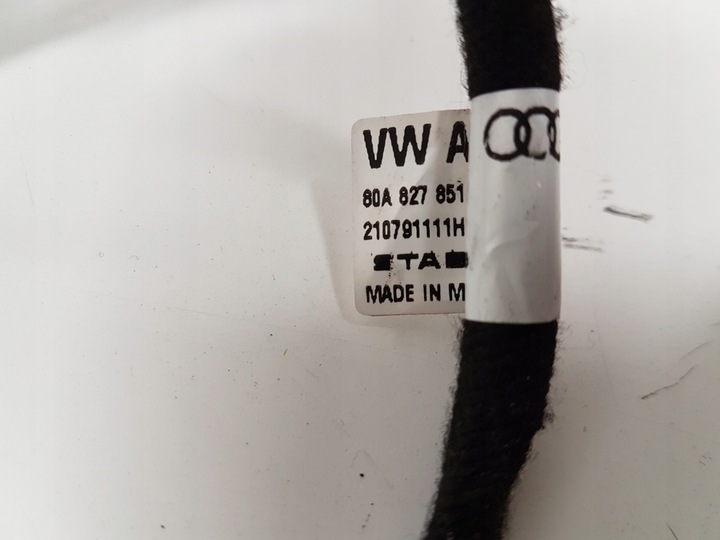 VW A
80A 827 851
210791111H
STAB
MADE IN M